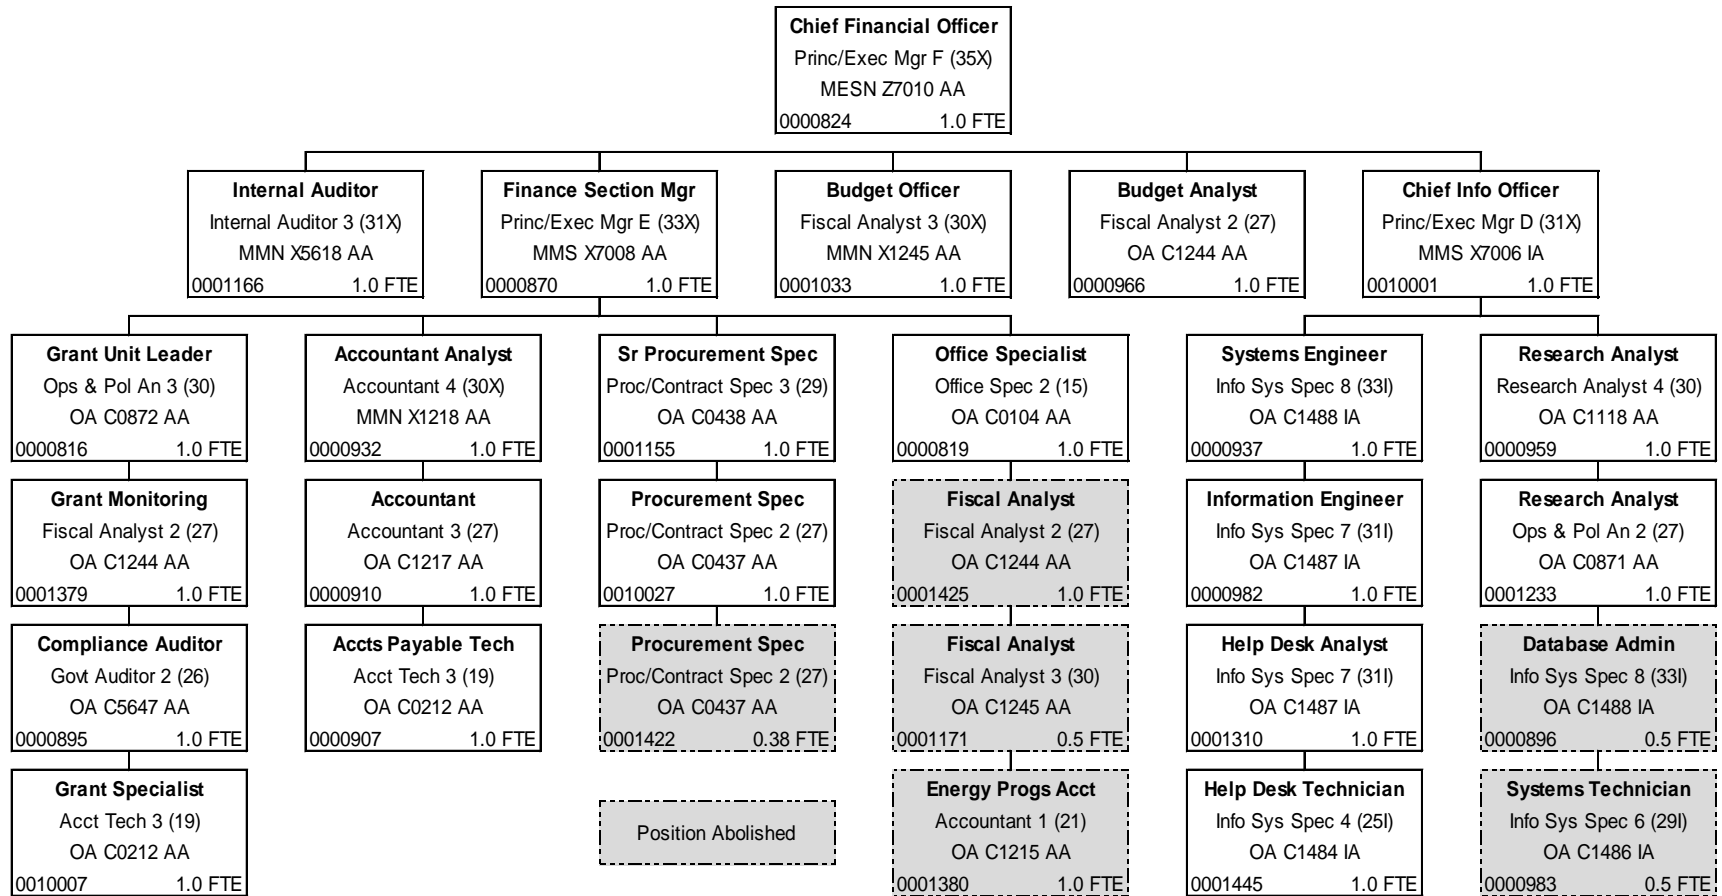 Chief Financial Officer
Princ/Exec Mgr F (35X)
MESN Z7010 AA
0000824 1.0 FTE
Internal Auditor
Internal Auditor 3 (31X)
MMN X5618 AA
0001166 1.0 FTE
Finance Section Mgr
Princ/Exec Mgr E (33X)
MMS X7008 AA
0000870 1.0 FTE
Budget Officer
Fiscal Analyst 3 (30X)
MMN X1245 AA
0001033 1.0 FTE
Budget Analyst
Fiscal Analyst 2 (27)
OA C1244 AA
0000966 1.0 FTE
Chief Info Officer
Princ/Exec Mgr D (31X)
MMS X7006 IA
0010001 1.0 FTE
Grant Unit Leader
Ops & Pol An 3 (30)
OA C0872 AA
0000816 1.0 FTE
Accountant Analyst
Accountant 4 (30X)
MMN X1218 AA
0000932 1.0 FTE
Sr Procurement Spec
Proc/Contract Spec 3 (29)
OA C0438 AA
0001155 1.0 FTE
Office Specialist
Office Spec 2 (15)
OA C0104 AA
0000819 1.0 FTE
Systems Engineer
Info Sys Spec 8 (33I)
OA C1488 IA
0000937 1.0 FTE
Research Analyst
Research Analyst 4 (30)
OA C1118 AA
0000959 1.0 FTE
Grant Monitoring
Fiscal Analyst 2 (27)
OA C1244 AA
0001379 1.0 FTE
Accountant
Accountant 3 (27)
OA C1217 AA
0000910 1.0 FTE
Procurement Spec
Proc/Contract Spec 2 (27)
OA C0437 AA
0010027 1.0 FTE
Fiscal Analyst
Fiscal Analyst 2 (27)
OA C1244 AA
0001425 1.0 FTE
Information Engineer
Info Sys Spec 7 (31I)
OA C1487 IA
0000982 1.0 FTE
Research Analyst
Ops & Pol An 2 (27)
OA C0871 AA
0001233 1.0 FTE
Compliance Auditor
Govt Auditor 2 (26)
OA C5647 AA
0000895 1.0 FTE
Accts Payable Tech
Acct Tech 3 (19)
OA C0212 AA
0000907 1.0 FTE
Procurement Spec
Proc/Contract Spec 2 (27)
OA C0437 AA
0001422 0.38 FTE
Fiscal Analyst
Fiscal Analyst 3 (30)
OA C1245 AA
0001171 0.5 FTE
Help Desk Analyst
Info Sys Spec 7 (31I)
OA C1487 IA
0001310 1.0 FTE
Database Admin
Info Sys Spec 8 (33I)
OA C1488 IA
0000896 0.5 FTE
Grant Specialist
Acct Tech 3 (19)
OA C0212 AA
0010007 1.0 FTE
Position Abolished
Energy Progs Acct
Accountant 1 (21)
OA C1215 AA
0001380 1.0 FTE
Help Desk Technician
Info Sys Spec 4 (25I)
OA C1484 IA
0001445 1.0 FTE
Systems Technician
Info Sys Spec 6 (29I)
OA C1486 IA
0000983 0.5 FTE